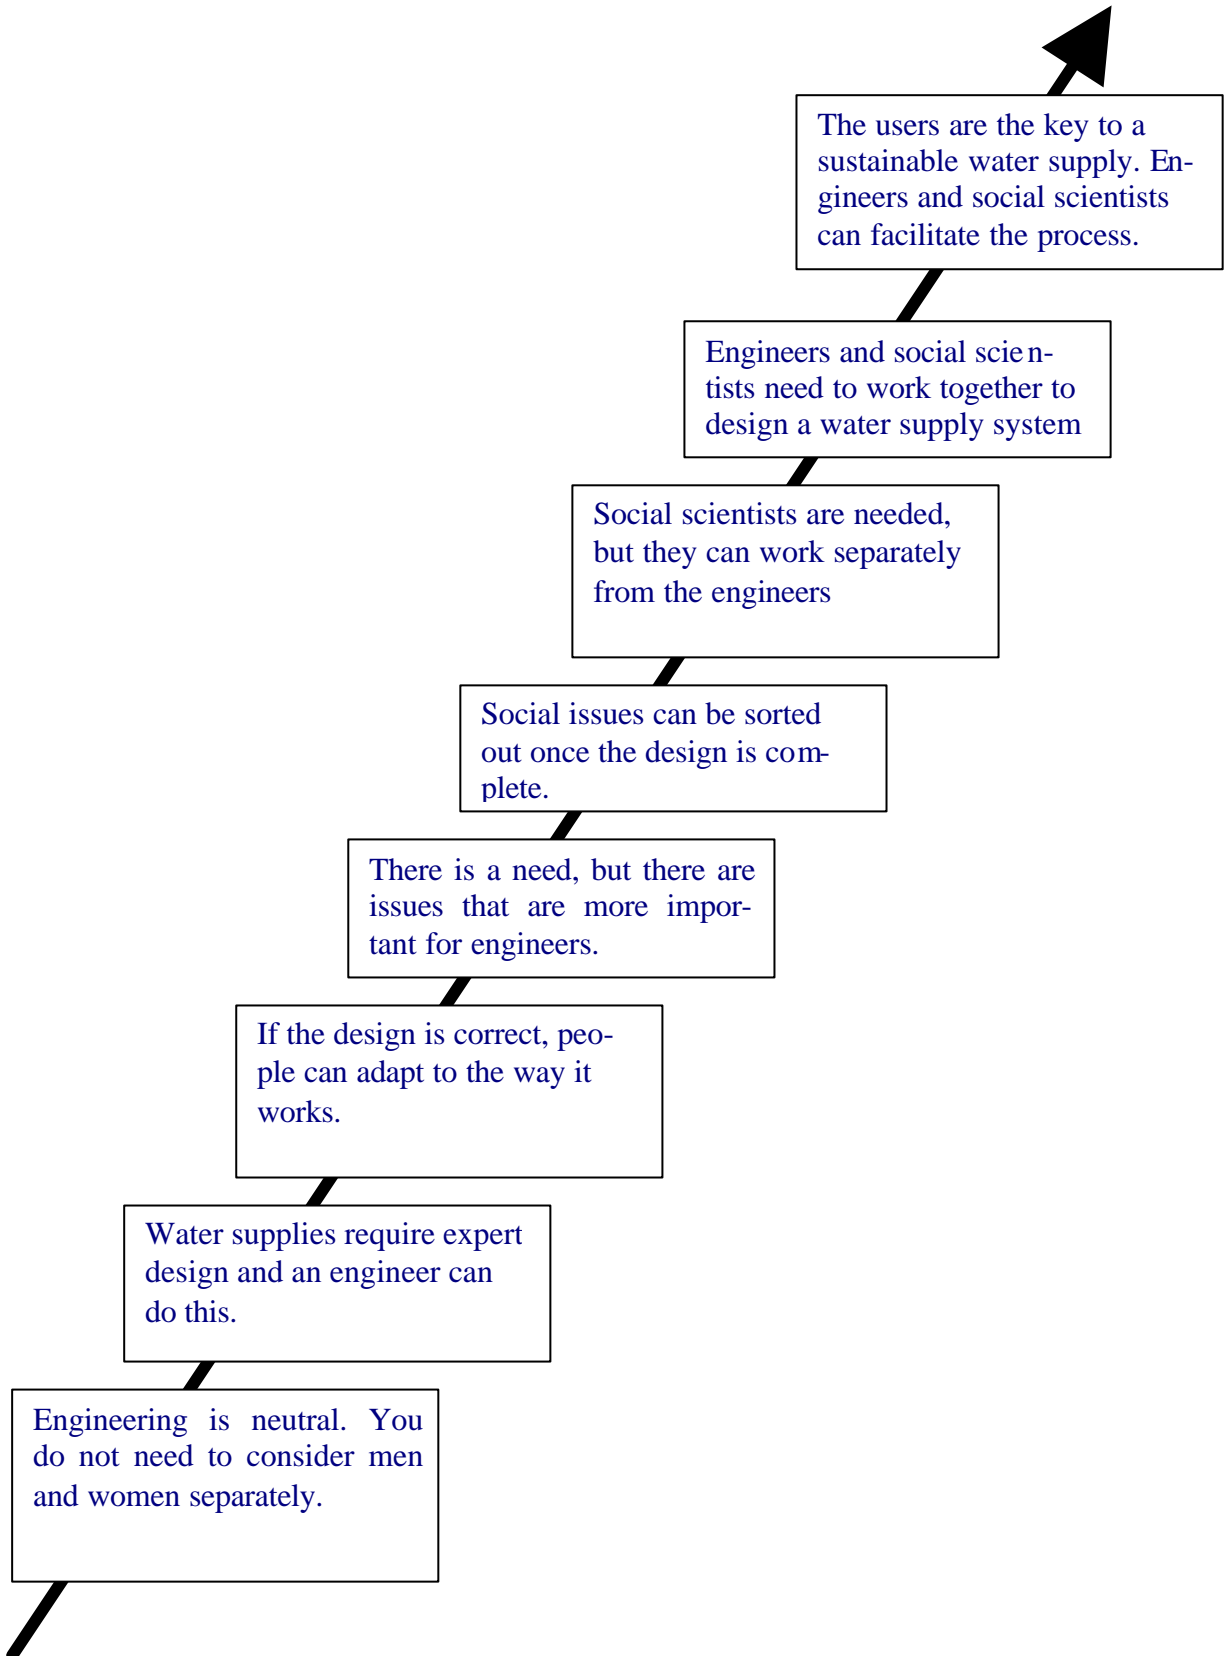 The users are the key to a
sustainable water supply. En-
gineers and social scientists
can facilitate the process.
Engineers and social scien-
tists need to work together to
design a water supply system
Social scientists are needed,
but they can work separately
from the engineers
Social issues can be sorted
out once the design is com-
plete.
There is a need, but there are
issues that are more impor-
tant for engineers.
If the design is correct, peo-
ple can adapt to the way it
works.
Water supplies require expert
design and an engineer can
do this.
Engineering is neutral. You
do not need to consider men
and women separately.